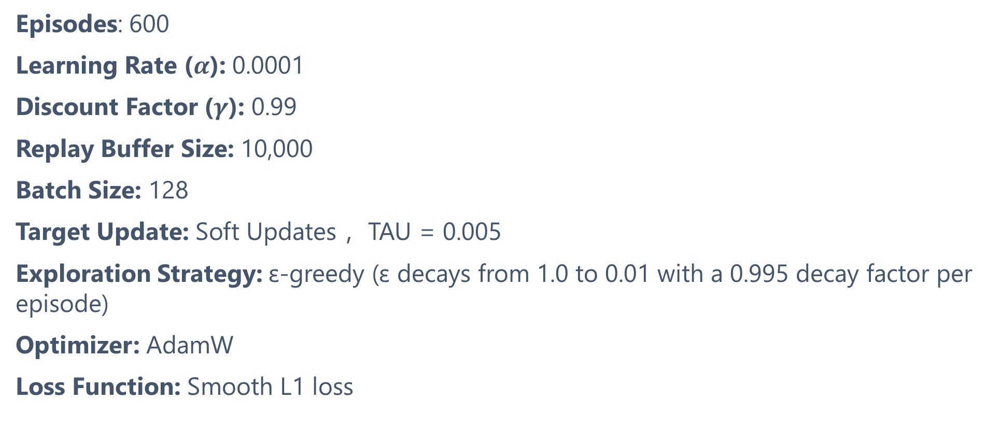 Episodes: 600
Learning Rate (α): 0.0001
Discount Factor (γ): 0.99
Replay Buffer Size: 10,000
Batch Size: 128
Target Update: Soft Updates ，TAU = 0.005
Exploration Strategy: ε-greedy (ε decays from 1.0 to 0.01 with a 0.995 decay factor per
episode)
Optimizer: AdamW
Loss Function: Smooth L1 loss